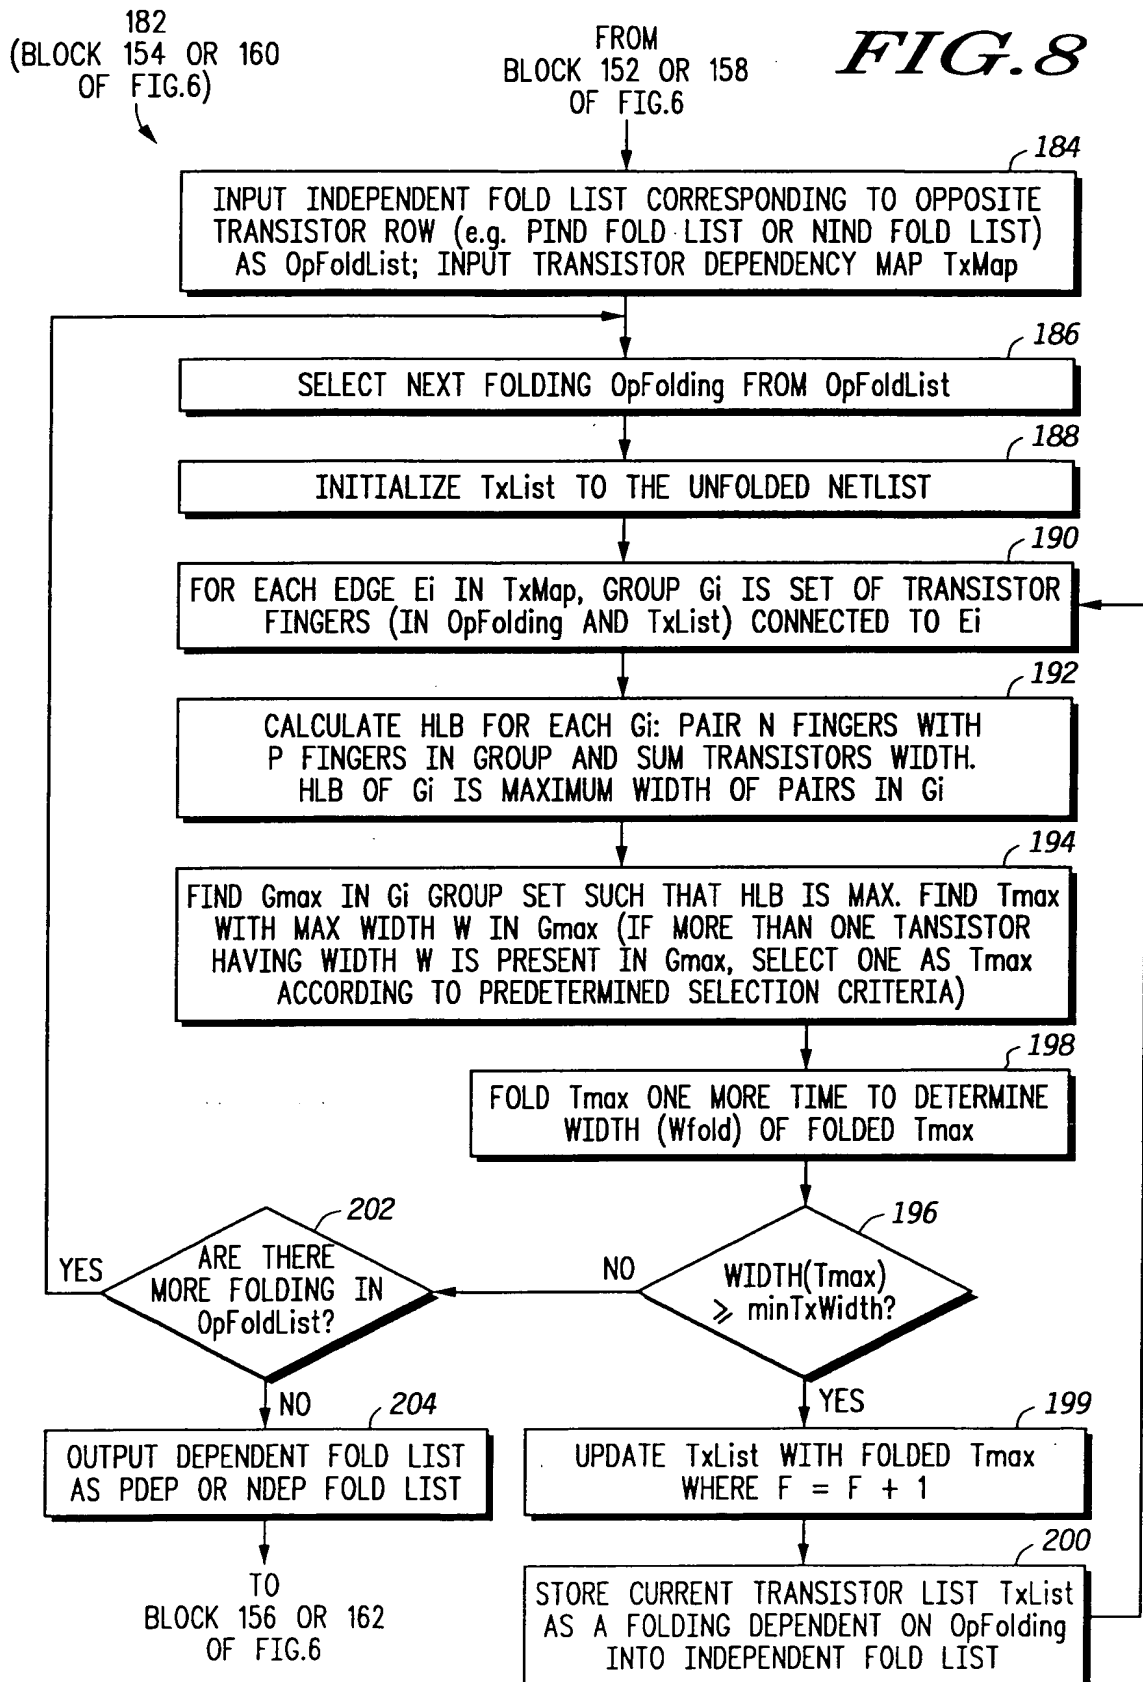 182
(BLOCK 154 OR 160
OF FIG.6)
FROM
BLOCK 152 OR 158
OF FIG.6
FIG.8
184
INPUT INDEPENDENT FOLD LIST CORRESPONDING TO OPPOSITE
TRANSISTOR ROW (e.g. PIND FOLD LIST OR NIND FOLD LIST)
AS OpFoldList; INPUT TRANSISTOR DEPENDENCY MAP TxMap
186
SELECT NEXT FOLDING OpFolding FROM OpFoldList
188
INITIALIZE TxList TO THE UNFOLDED NETLIST
190
FOR EACH EDGE Ei IN TxMap, GROUP Gi IS SET OF TRANSISTOR
FINGERS (IN OpFolding AND TxList) CONNECTED TO Ei
192
CALCULATE HLB FOR EACH Gi: PAIR N FINGERS WITH
P FINGERS IN GROUP AND SUM TRANSISTORS WIDTH.
HLB OF Gi IS MAXIMUM WIDTH OF PAIRS IN Gi
194
FIND Gmax IN Gi GROUP SET SUCH THAT HLB IS MAX. FIND Tmax
WITH MAX WIDTH W IN Gmax (IF MORE THAN ONE TANSISTOR
HAVING WIDTH W IS PRESENT IN Gmax, SELECT ONE AS Tmax
ACCORDING TO PREDETERMINED SELECTION CRITERIA)
198
FOLD Tmax ONE MORE TIME TO DETERMINE
WIDTH (Wfold) OF FOLDED Tmax
196
WIDTH(Tmax)
⩾ minTxWidth?
NO
202
ARE THERE
MORE FOLDING IN
OpFoldList?
YES
NO
204
OUTPUT DEPENDENT FOLD LIST
AS PDEP OR NDEP FOLD LIST
TO
BLOCK 156 OR 162
OF FIG.6
YES
199
UPDATE TxList WITH FOLDED Tmax
WHERE F = F + 1
200
STORE CURRENT TRANSISTOR LIST TxList
AS A FOLDING DEPENDENT ON OpFolding
INTO INDEPENDENT FOLD LIST